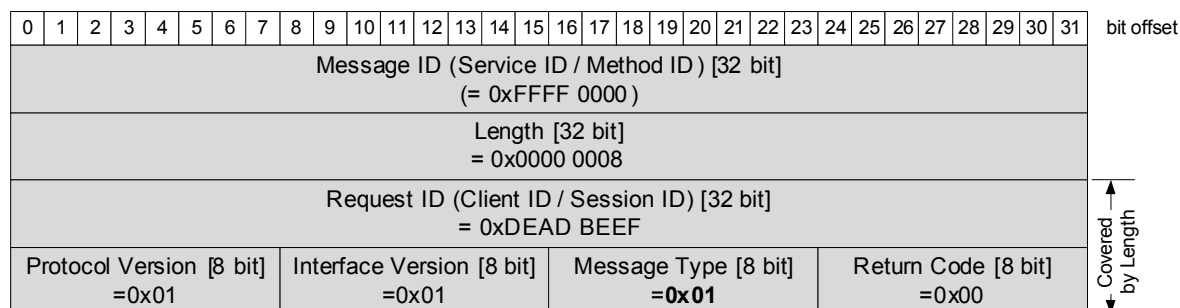 0 1 2 3 4 5 6 7 8 9 10 11 12 13 14 15 16 17 18 19 20 21 22 23 24 25 26 27 28 29 30 31 bit offset
Message ID (Service ID / Method ID) [32 bit]
(= 0xFFFF 0000)
Length [32 bit]
= 0x0000 0008
Request ID (Client ID / Session ID) [32 bit]
= 0xDEAD BEEF
Protocol Version [8 bit] Interface Version [8 bit] Message Type [8 bit] Return Code [8 bit]
=0x01 =0x01 =0x01 =0x00
Covered
by Length